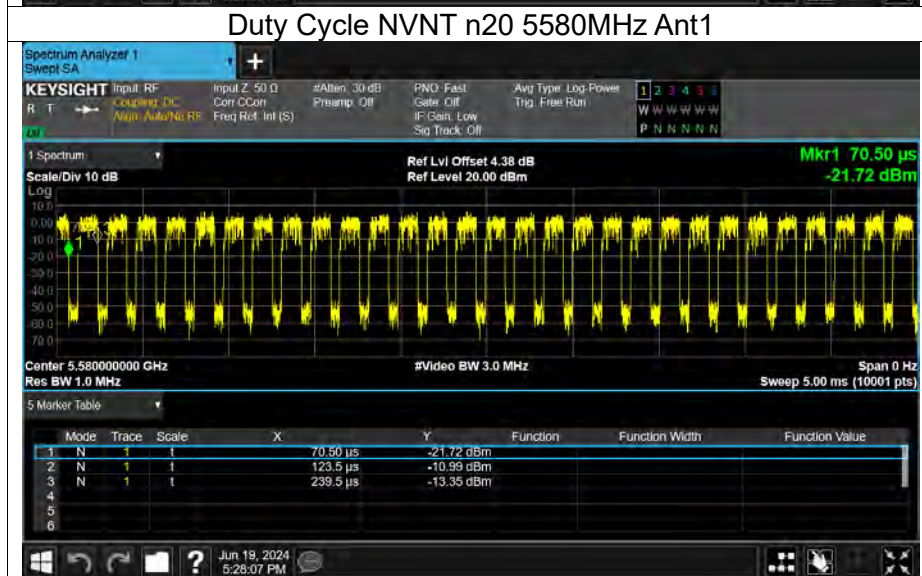 Duty Cycle NVNT n20 5580MHz Ant1
Spectrum Analyzer 1
Swept SA
+
KEYSIGHT Input: RF Input Z: 50 Ω #Atten: 30 dB PNO: Fast Avg Type: Log-Power 1 2 3 4 5 6
R T Coupling: DC Corr CCorr Preamp: Off Gate: Off Trig: Free Run W W W W W W
Align: Auto/No RF Freq Ref: Int (S) IF Gain: Low
Sig Track: Off P N N N N N
LXI
1 Spectrum
Ref Lvl Offset 4.38 dB Mkr1 70.50 µs
Scale/Div 10 dB Ref Level 20.00 dBm -21.72 dBm
Log
10.0
0.00
-10.0
-20.0
-30.0
-40.0
-50.0
-60.0
-70.0
Center 5.580000000 GHz #Video BW 3.0 MHz Span 0 Hz
Res BW 1.0 MHz Sweep 5.00 ms (10001 pts)
5 Marker Table
Mode Trace Scale X Y Function Function Width Function Value
1 N 1 t 70.50 µs -21.72 dBm
2 N 1 t 123.5 µs -10.99 dBm
3 N 1 t 239.5 µs -13.35 dBm
4
5
6
? Jun 19, 2024
5:28:07 PM